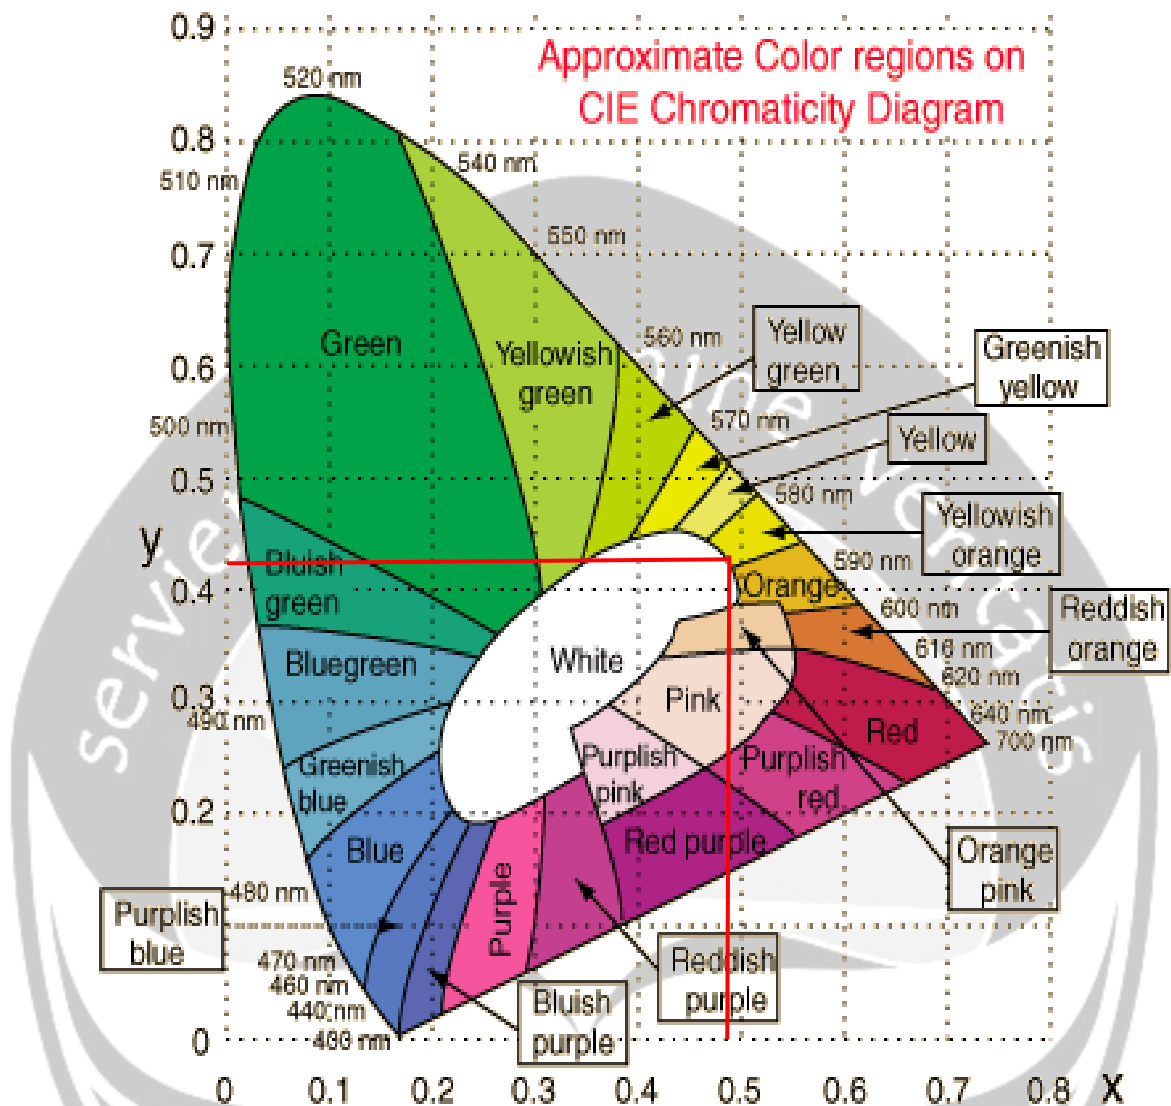 Approximate Color regions on
CIE Chromaticity Diagram
0.9
520 nm
0.8
540 nm
510 nm
550 nm
0.7
560 nm
Yellow
green
Greenish
yellow
Green
Yellowish
green
0.6
570 nm
500 nm
Yellow
0.5
580 nm
Yellowish
orange
y
Bluish
green
590 nm
0.4
Orange
600 nm
Reddish
orange
610 nm
620 nm
White
Bluegreen
Pink
0.3
490 nm
640 nm
700 nm
Red
Greenish
blue
Purplish
pink
Purplish
red
0.2
Blue
Red purple
Orange
pink
480 nm
Purple
Purplish
blue
470 nm
460 nm
440 nm
Reddish
purple
Bluish
purple
0
0 0.1 0.2 0.3 0.4 0.5 0.6 0.7 0.8 x